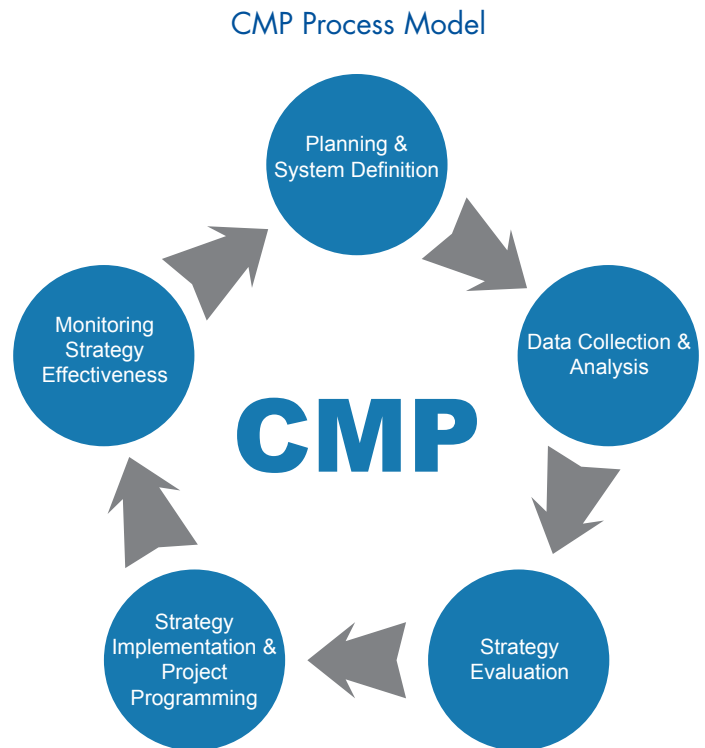 CMP Process Model
Planning &
System Definition
Data Collection &
Analysis
Strategy
Evaluation
Strategy
Implementation &
Project
Programming
Monitoring
Strategy
Effectiveness
CMP